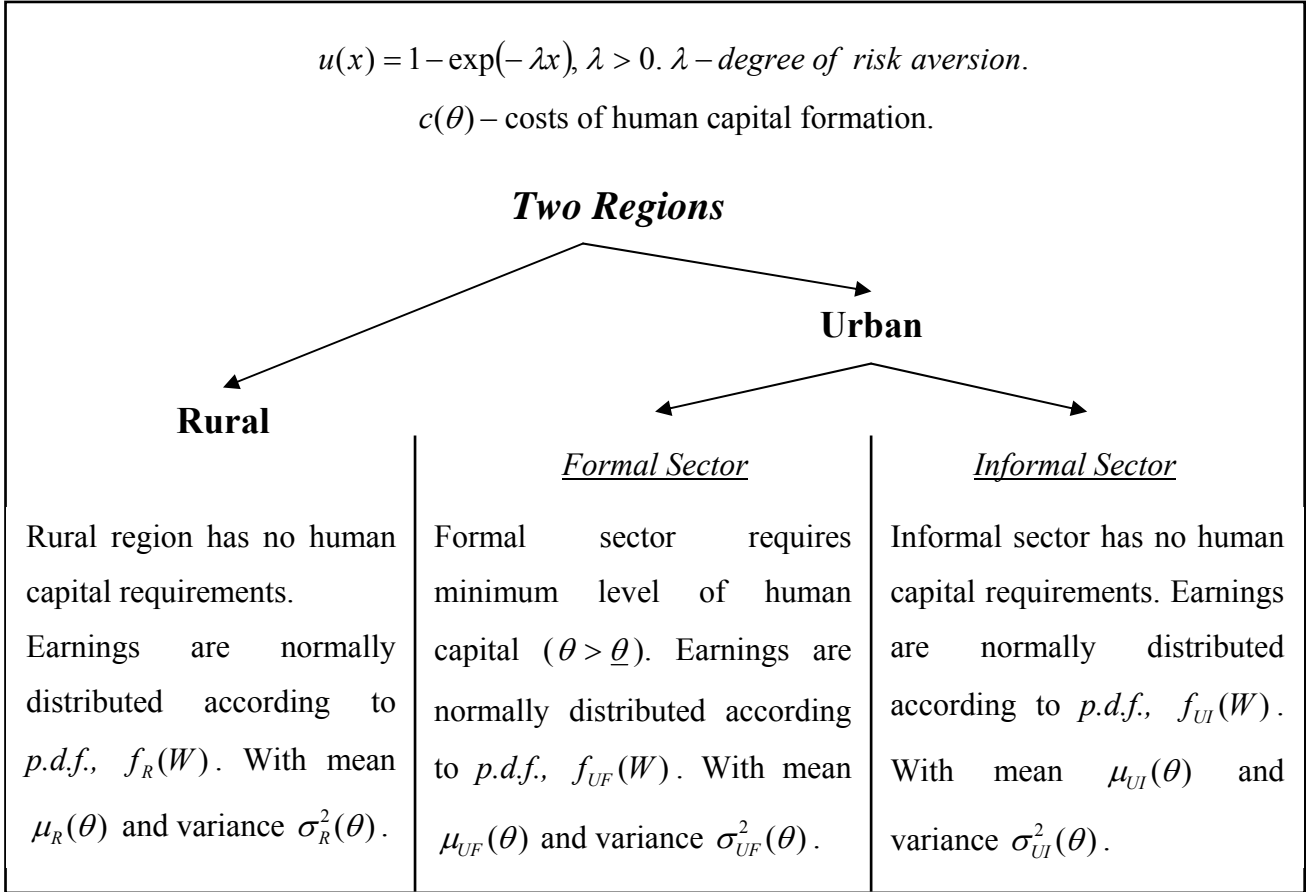 u(x) = 1 − exp(− λx), λ > 0. λ – degree of risk aversion.
c(θ) – costs of human capital formation.
Two Regions
Urban
Rural
Formal Sector
Informal Sector
Rural region has no human
capital requirements.
Earnings are normally
distributed according to
p.d.f., f_R(W). With mean
μ_R(θ) and variance σ²_R(θ).
Formal sector requires
minimum level of human
capital (θ > θ̲). Earnings are
normally distributed according
to p.d.f., f_UF(W). With mean
μ_UF(θ) and variance σ²_UF(θ).
Informal sector has no human
capital requirements. Earnings
are normally distributed
according to p.d.f., f_UI(W).
With mean μ_UI(θ) and
variance σ²_UI(θ).